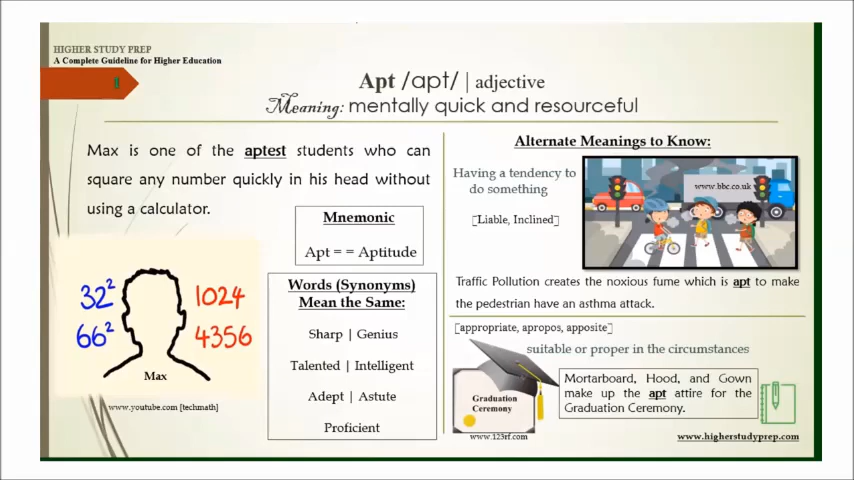 HIGHER STUDY PREP
A Complete Guideline for Higher Education
1
Apt /apt/ | adjective
Meaning: mentally quick and resourceful
Max is one of the aptest students who can
square any number quickly in his head without
using a calculator.
Mnemonic
Apt = = Aptitude
32² 1024
66² 4356
Max
www.youtube.com [techmath]
Words (Synonyms)
Mean the Same:
Sharp | Genius
Talented | Intelligent
Adept | Astute
Proficient
Alternate Meanings to Know:
Having a tendency to
do something
[Liable, Inclined]
www.bbc.co.uk
Traffic Pollution creates the noxious fume which is apt to make
the pedestrian have an asthma attack.
[appropriate, apropos, apposite]
suitable or proper in the circumstances
Graduation
Ceremony
www.123rf.com
Mortarboard, Hood, and Gown
make up the apt attire for the
Graduation Ceremony.
www.higherstudyprep.com